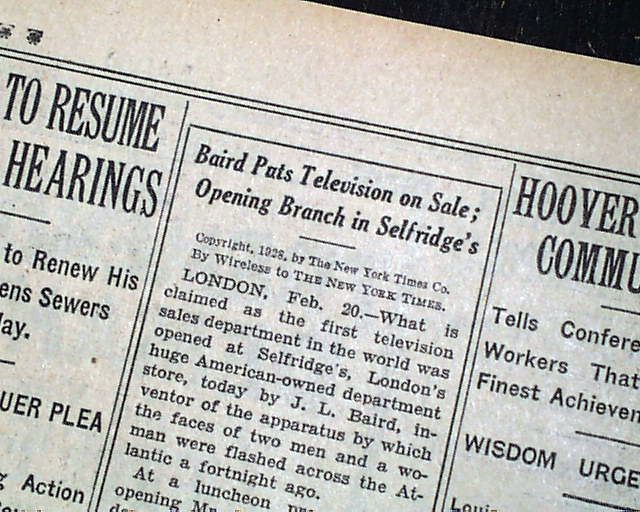 TO RESUME
HEARINGS
to Renew His
ens Sewers
lay.
UER PLEA
Action
Baird Puts Television on Sale;
Opening Branch in Selfridge's
Copyright, 1928, by The New York Times Co.
By Wireless to THE NEW YORK TIMES.
LONDON, Feb. 20.—What is
claimed as the first television
sales department in the world was
opened at Selfridge's, London's
huge American-owned department
store, today by J. L. Baird, in-
ventor of the apparatus by which
the faces of two men and a wo-
man were flashed across the At-
lantic a fortnight ago.
At a luncheon
opening Mr.
HOOVER
COMMU
Tells Confere
Workers That
Finest Achievem
WISDOM URGE
Louis